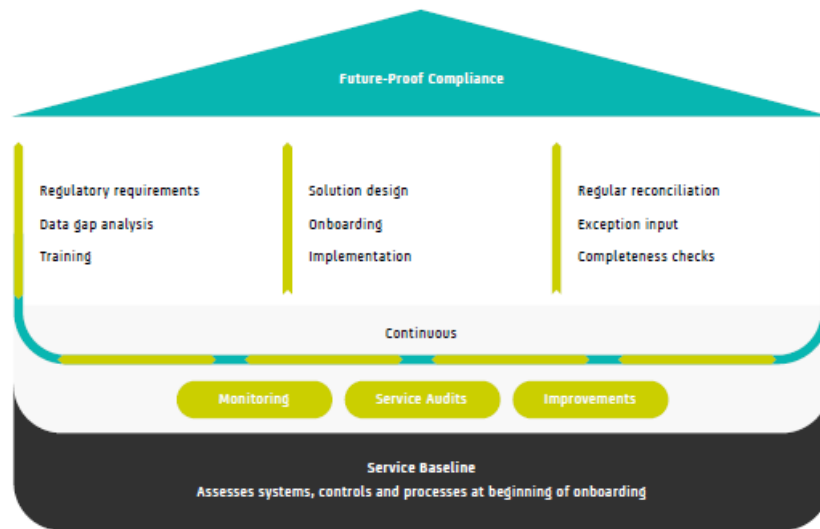 Future-Proof Compliance
Regulatory requirements
Data gap analysis
Training
Solution design
Onboarding
Implementation
Regular reconciliation
Exception input
Completeness checks
Continuous
Monitoring
Service Audits
Improvements
Service Baseline
Assesses systems, controls and processes at beginning of onboarding